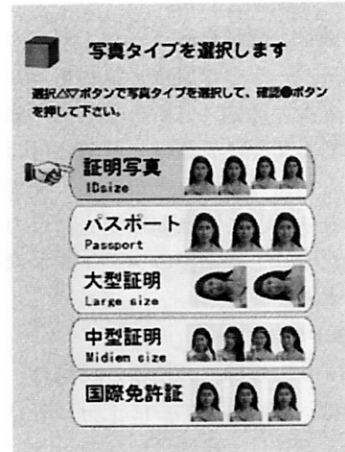 写真タイプを選択します
選択△▽ボタンで写真タイプを選択して、確認●ボタン
を押して下さい。
証明写真
IDsize
パスポート
Passport
大型証明
Large size
中型証明
Midiem size
国際免許証